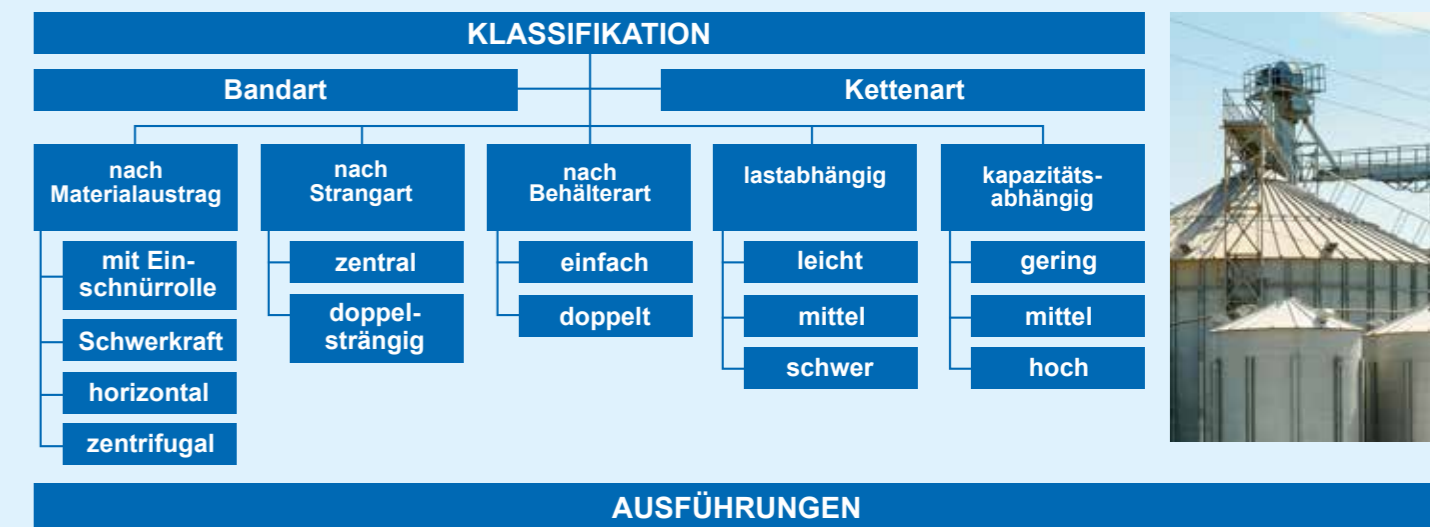 KLASSIFIKATION
Bandart
Kettenart
nach
Materialaustrag
mit Ein-
schnürrolle
Schwerkraft
horizontal
zentrifugal
nach
Strangart
zentral
doppel-
strängig
nach
Behälterart
einfach
doppelt
lastabhängig
leicht
mittel
schwer
kapazitäts-
abhängig
gering
mittel
hoch
AUSFÜHRUNGEN